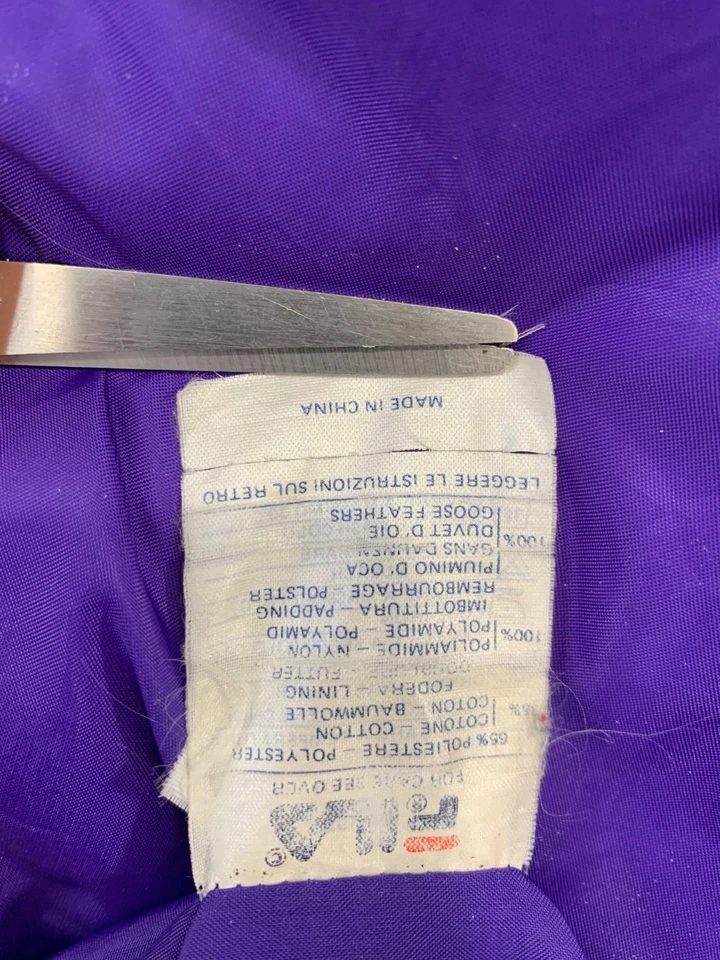 FILA ®
©
FOR CARE SEE OVER
65% POLIESTERE – POLYESTER
COTONE – COTTON
COTON – BAUMWOLLE
FODERA – LINING
FUTTER
POLIAMMIDE – NYLON
100% POLYAMIDE – POLYAMID
IMBOTTITURA – PADDING
REMBOURRAGE – POLSTER
PIUMINO D'OCA
GANS DAUNEN
100% DUVET D'OIE
GOOSE FEATHERS
LEGGERE LE ISTRUZIONI SUL RETRO
MADE IN CHINA